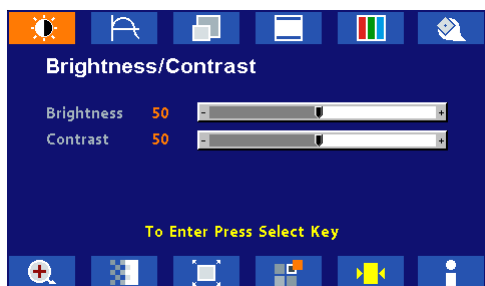 Brightness/Contrast
Brightness 50 - +
Contrast 50 - +
To Enter Press Select Key